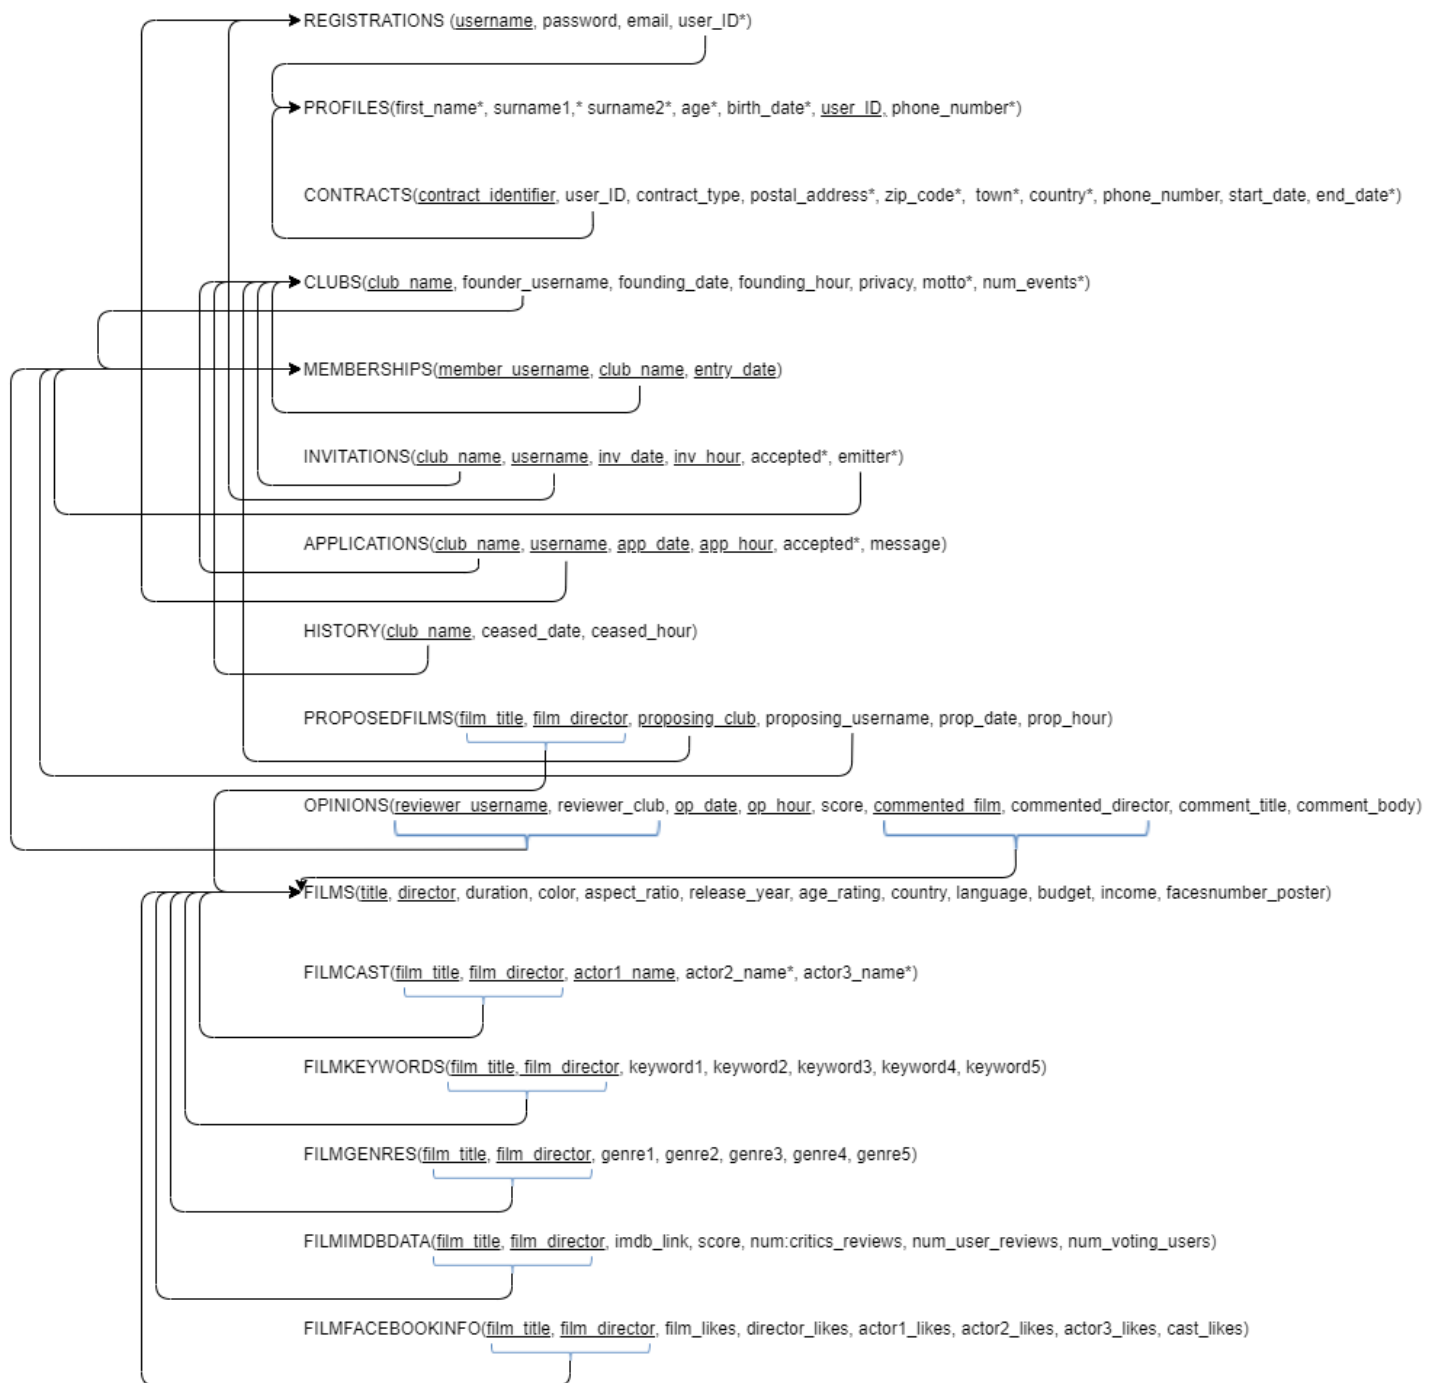 REGISTRATIONS (username, password, email, user_ID*)
PROFILES(first_name*, surname1,* surname2*, age*, birth_date*, user_ID, phone_number*)
CONTRACTS(contract_identifier, user_ID, contract_type, postal_address*, zip_code*, town*, country*, phone_number, start_date, end_date*)
CLUBS(club_name, founder_username, founding_date, founding_hour, privacy, motto*, num_events*)
MEMBERSHIPS(member_username, club_name, entry_date)
INVITATIONS(club_name, username, inv_date, inv_hour, accepted*, emitter*)
APPLICATIONS(club_name, username, app_date, app_hour, accepted*, message)
HISTORY(club_name, ceased_date, ceased_hour)
PROPOSEDFILMS(film_title, film_director, proposing_club, proposing_username, prop_date, prop_hour)
OPINIONS(reviewer_username, reviewer_club, op_date, op_hour, score, commented_film, commented_director, comment_title, comment_body)
FILMS(title, director, duration, color, aspect_ratio, release_year, age_rating, country, language, budget, income, facesnumber_poster)
FILMCAST(film_title, film_director, actor1_name, actor2_name*, actor3_name*)
FILMKEYWORDS(film_title, film_director, keyword1, keyword2, keyword3, keyword4, keyword5)
FILMGENRES(film_title, film_director, genre1, genre2, genre3, genre4, genre5)
FILMIMDBDATA(film_title, film_director, imdb_link, score, num:critics_reviews, num_user_reviews, num_voting_users)
FILMFACEBOOKINFO(film_title, film_director, film_likes, director_likes, actor1_likes, actor2_likes, actor3_likes, cast_likes)